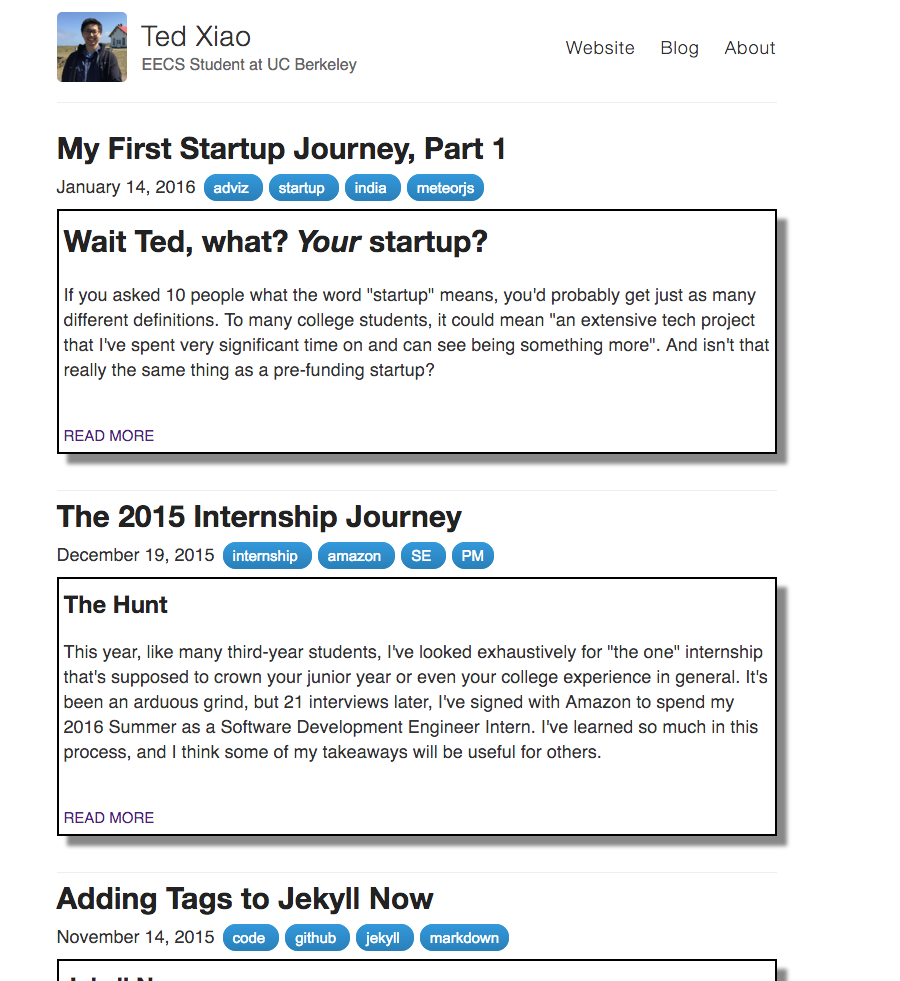 Ted Xiao
EECS Student at UC Berkeley
Website Blog About
My First Startup Journey, Part 1
January 14, 2016 adviz startup india meteorjs
Wait Ted, what? Your startup?
If you asked 10 people what the word "startup" means, you'd probably get just as many
different definitions. To many college students, it could mean "an extensive tech project
that I've spent very significant time on and can see being something more". And isn't that
really the same thing as a pre-funding startup?
READ MORE
The 2015 Internship Journey
December 19, 2015 internship amazon SE PM
The Hunt
This year, like many third-year students, I've looked exhaustively for "the one" internship
that's supposed to crown your junior year or even your college experience in general. It's
been an arduous grind, but 21 interviews later, I've signed with Amazon to spend my
2016 Summer as a Software Development Engineer Intern. I've learned so much in this
process, and I think some of my takeaways will be useful for others.
READ MORE
Adding Tags to Jekyll Now
November 14, 2015 code github jekyll markdown